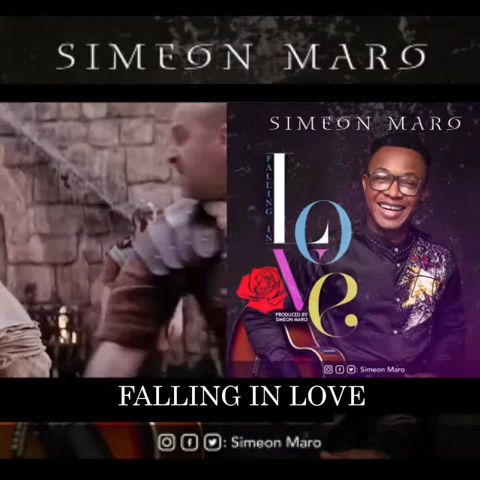 SIMEON MARO
SIMEON MARO
FALLING IN
LOVE
PRODUCED BY
SIMEON MARO
: Simeon Maro
FALLING IN LOVE
: Simeon Maro